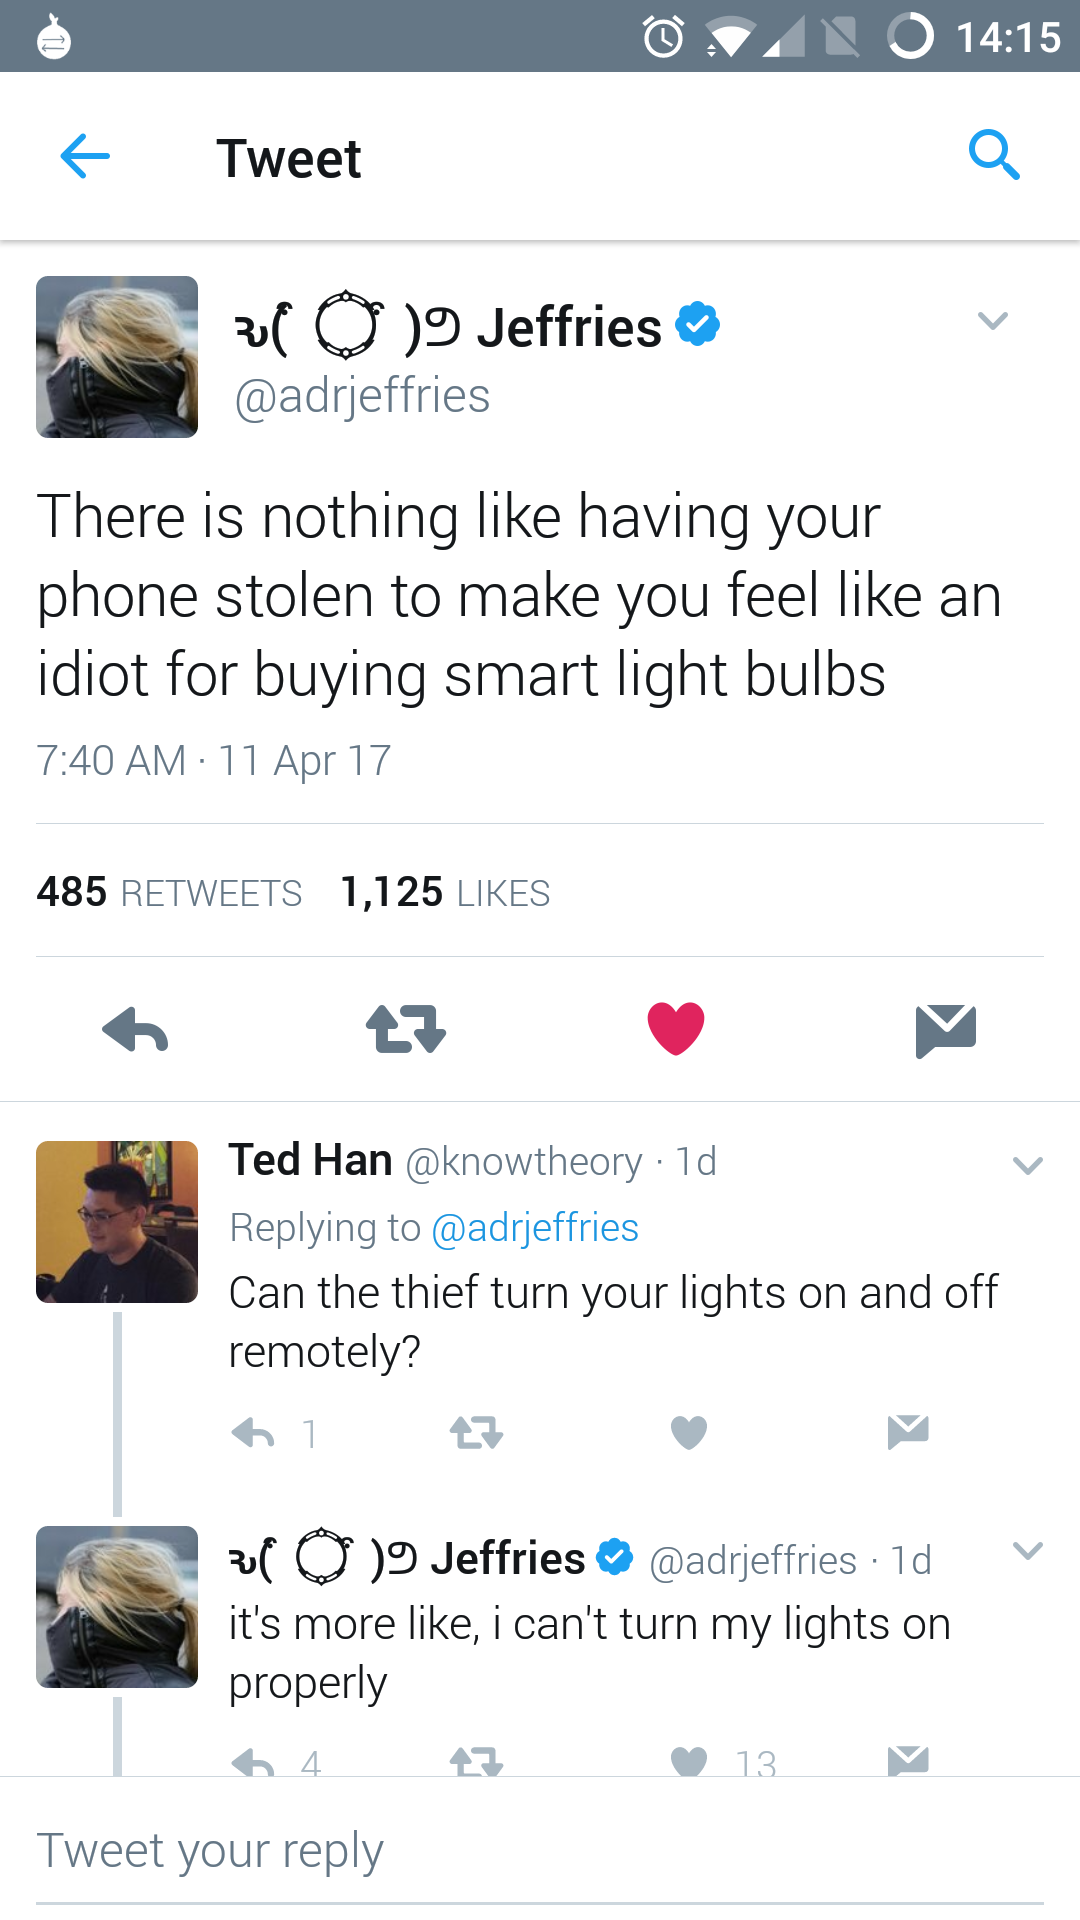 14:15
Tweet
Jeffries
@adrjeffries
There is nothing like having your
phone stolen to make you feel like an
idiot for buying smart light bulbs
7:40 AM · 11 Apr 17
485 RETWEETS 1,125 LIKES
Ted Han @knowtheory · 1d
Replying to @adrjeffries
Can the thief turn your lights on and off
remotely?
1
Jeffries @adrjeffries · 1d
it's more like, i can't turn my lights on
properly
4 13
Tweet your reply